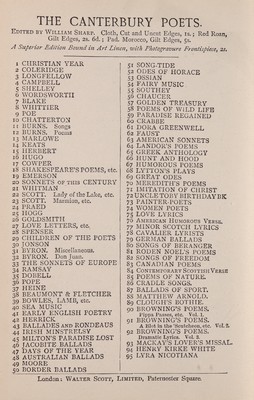 THE CANTERBURY POETS.
EDITED BY WILLIAM SHARP. Cloth, Cut and Uncut Edges, 1s.; Red Roan,
Gilt Edges, 2s. 6d.; Pad. Morocco, Gilt Edges, 5s.
A Superior Edition Bound in Art Linen, with Photogravure Frontispiece, 2s.
1 CHRISTIAN YEAR
2 COLERIDGE
3 LONGFELLOW
4 CAMPBELL
5 SHELLEY
6 WORDSWORTH
7 BLAKE
8 WHITTIER
9 POE
10 CHATTERTON
11 BURNS. Songs
12 BURNS. Poems
13 MARLOWE
14 KEATS
15 HERBERT
16 HUGO
17 COWPER
18 SHAKESPEARE'S POEMS, etc.
19 EMERSON
20 SONNETS of THIS CENTURY
21 WHITMAN
22 SCOTT. Lady of the Lake, etc.
23 SCOTT. Marmion, etc.
24 PRAED
25 HOGG
26 GOLDSMITH
27 LOVE LETTERS, etc.
28 SPENSER
29 CHILDREN OF THE POETS
30 JONSON
31 BYRON. Miscellaneous.
32 BYRON. Don Juan.
33 THE SONNETS OF EUROPE
34 RAMSAY
35 DOBELL
36 POPE
37 HEINE
38 BEAUMONT & FLETCHER
39 BOWLES, LAMB, etc.
40 SEA MUSIC
41 EARLY ENGLISH POETRY
42 HERRICK
43 BALLADES AND RONDEAUS
44 IRISH MINSTRELSY
45 MILTON'S PARADISE LOST
46 JACOBITE BALLADS
47 DAYS OF THE YEAR
48 AUSTRALIAN BALLADS
49 MOORE
50 BORDER BALLADS
51 SONG-TIDE
52 ODES OF HORACE
53 OSSIAN
54 FAIRY MUSIC
55 SOUTHEY
56 CHAUCER
57 GOLDEN TREASURY
58 POEMS OF WILD LIFE
59 PARADISE REGAINED
60 CRABBE
61 DORA GREENWELL
62 FAUST
63 AMERICAN SONNETS
64 LANDOR'S POEMS
65 GREEK ANTHOLOGY
66 HUNT AND HOOD
67 HUMOROUS POEMS
68 LYTTON'S PLAYS
69 GREAT ODES
70 MEREDITH'S POEMS
71 IMITATION OF CHRIST
72 UNCLE TOBY BIRTHDAY BK
73 PAINTER-POETS
74 WOMEN POETS
75 LOVE LYRICS
76 AMERICAN HUMOROUS VERSE.
77 MINOR SCOTCH LYRICS
78 CAVALIER LYRISTS
79 GERMAN BALLADS
80 SONGS OF BERANGER
81 RODEN NOEL'S POEMS
82 SONGS OF FREEDOM
83 CANADIAN POEMS
84 CONTEMPORARY SCOTTISH VERSE
85 POEMS OF NATURE.
86 CRADLE SONGS.
87 BALLADS OF SPORT.
88 MATTHEW ARNOLD.
89 CLOUGH'S BOTHIE.
90 BROWNING'S POEMS.
Pippa Passes, etc. Vol. 1.
91 BROWNING'S POEMS.
A Blot in the 'Scutcheon, etc. Vol. 2.
92 BROWNING'S POEMS.
Dramatic Lyrics. Vol. 3.
93 MACKAY'S LOVER'S MISSAL.
94 HENRY KIRKE WHITE
95 LYRA NICOTIANA
London: WALTER SCOTT, LIMITED, Paternoster Square.